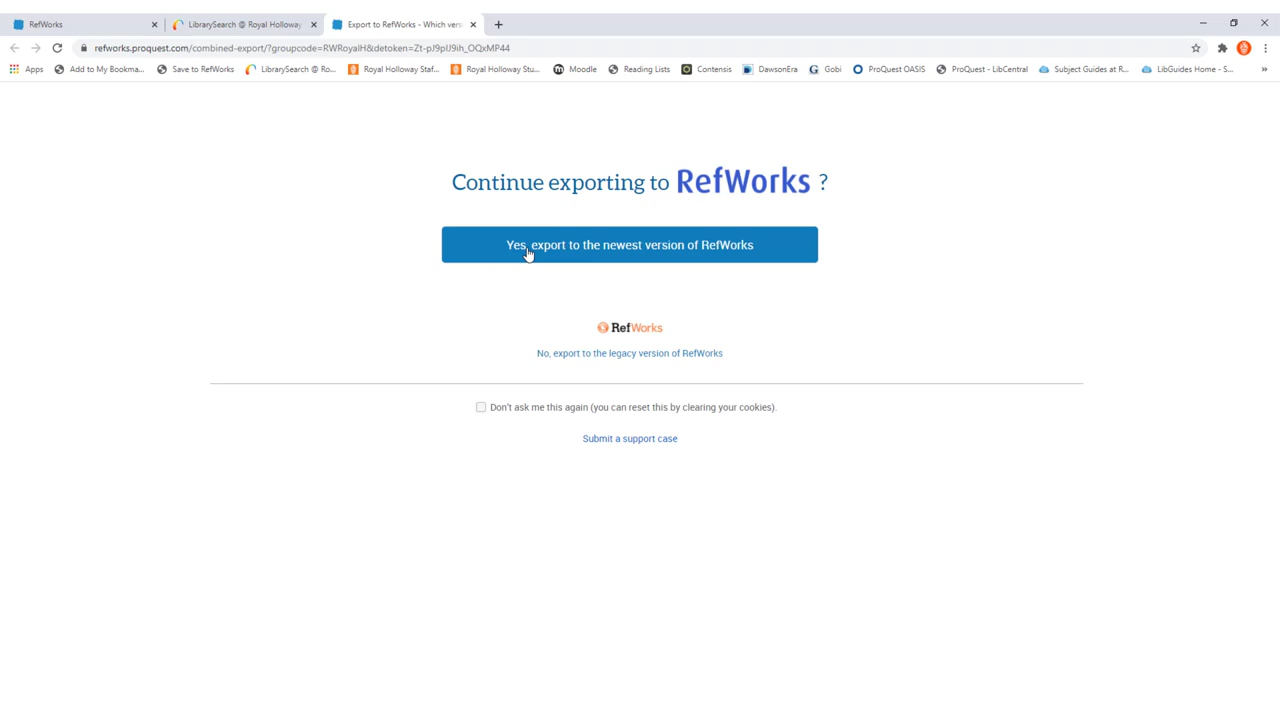 RefWorks
LibrarySearch @ Royal Holloway
Export to RefWorks - Which vers
refworks.proquest.com/combined-export/?groupcode=RWRoyalH&detoken=Zt-pJ9pIJ9ih_OQxMP44
Apps Add to My Bookma... Save to RefWorks LibrarySearch @ Ro... Royal Holloway Staf... Royal Holloway Stu... Moodle Reading Lists Contensis DawsonEra Gobi ProQuest OASIS ProQuest - LibCentral Subject Guides at R... LibGuides Home - S... »
Continue exporting to RefWorks ?
Yes, export to the newest version of RefWorks
RefWorks
No, export to the legacy version of RefWorks
Don't ask me this again (you can reset this by clearing your cookies).
Submit a support case